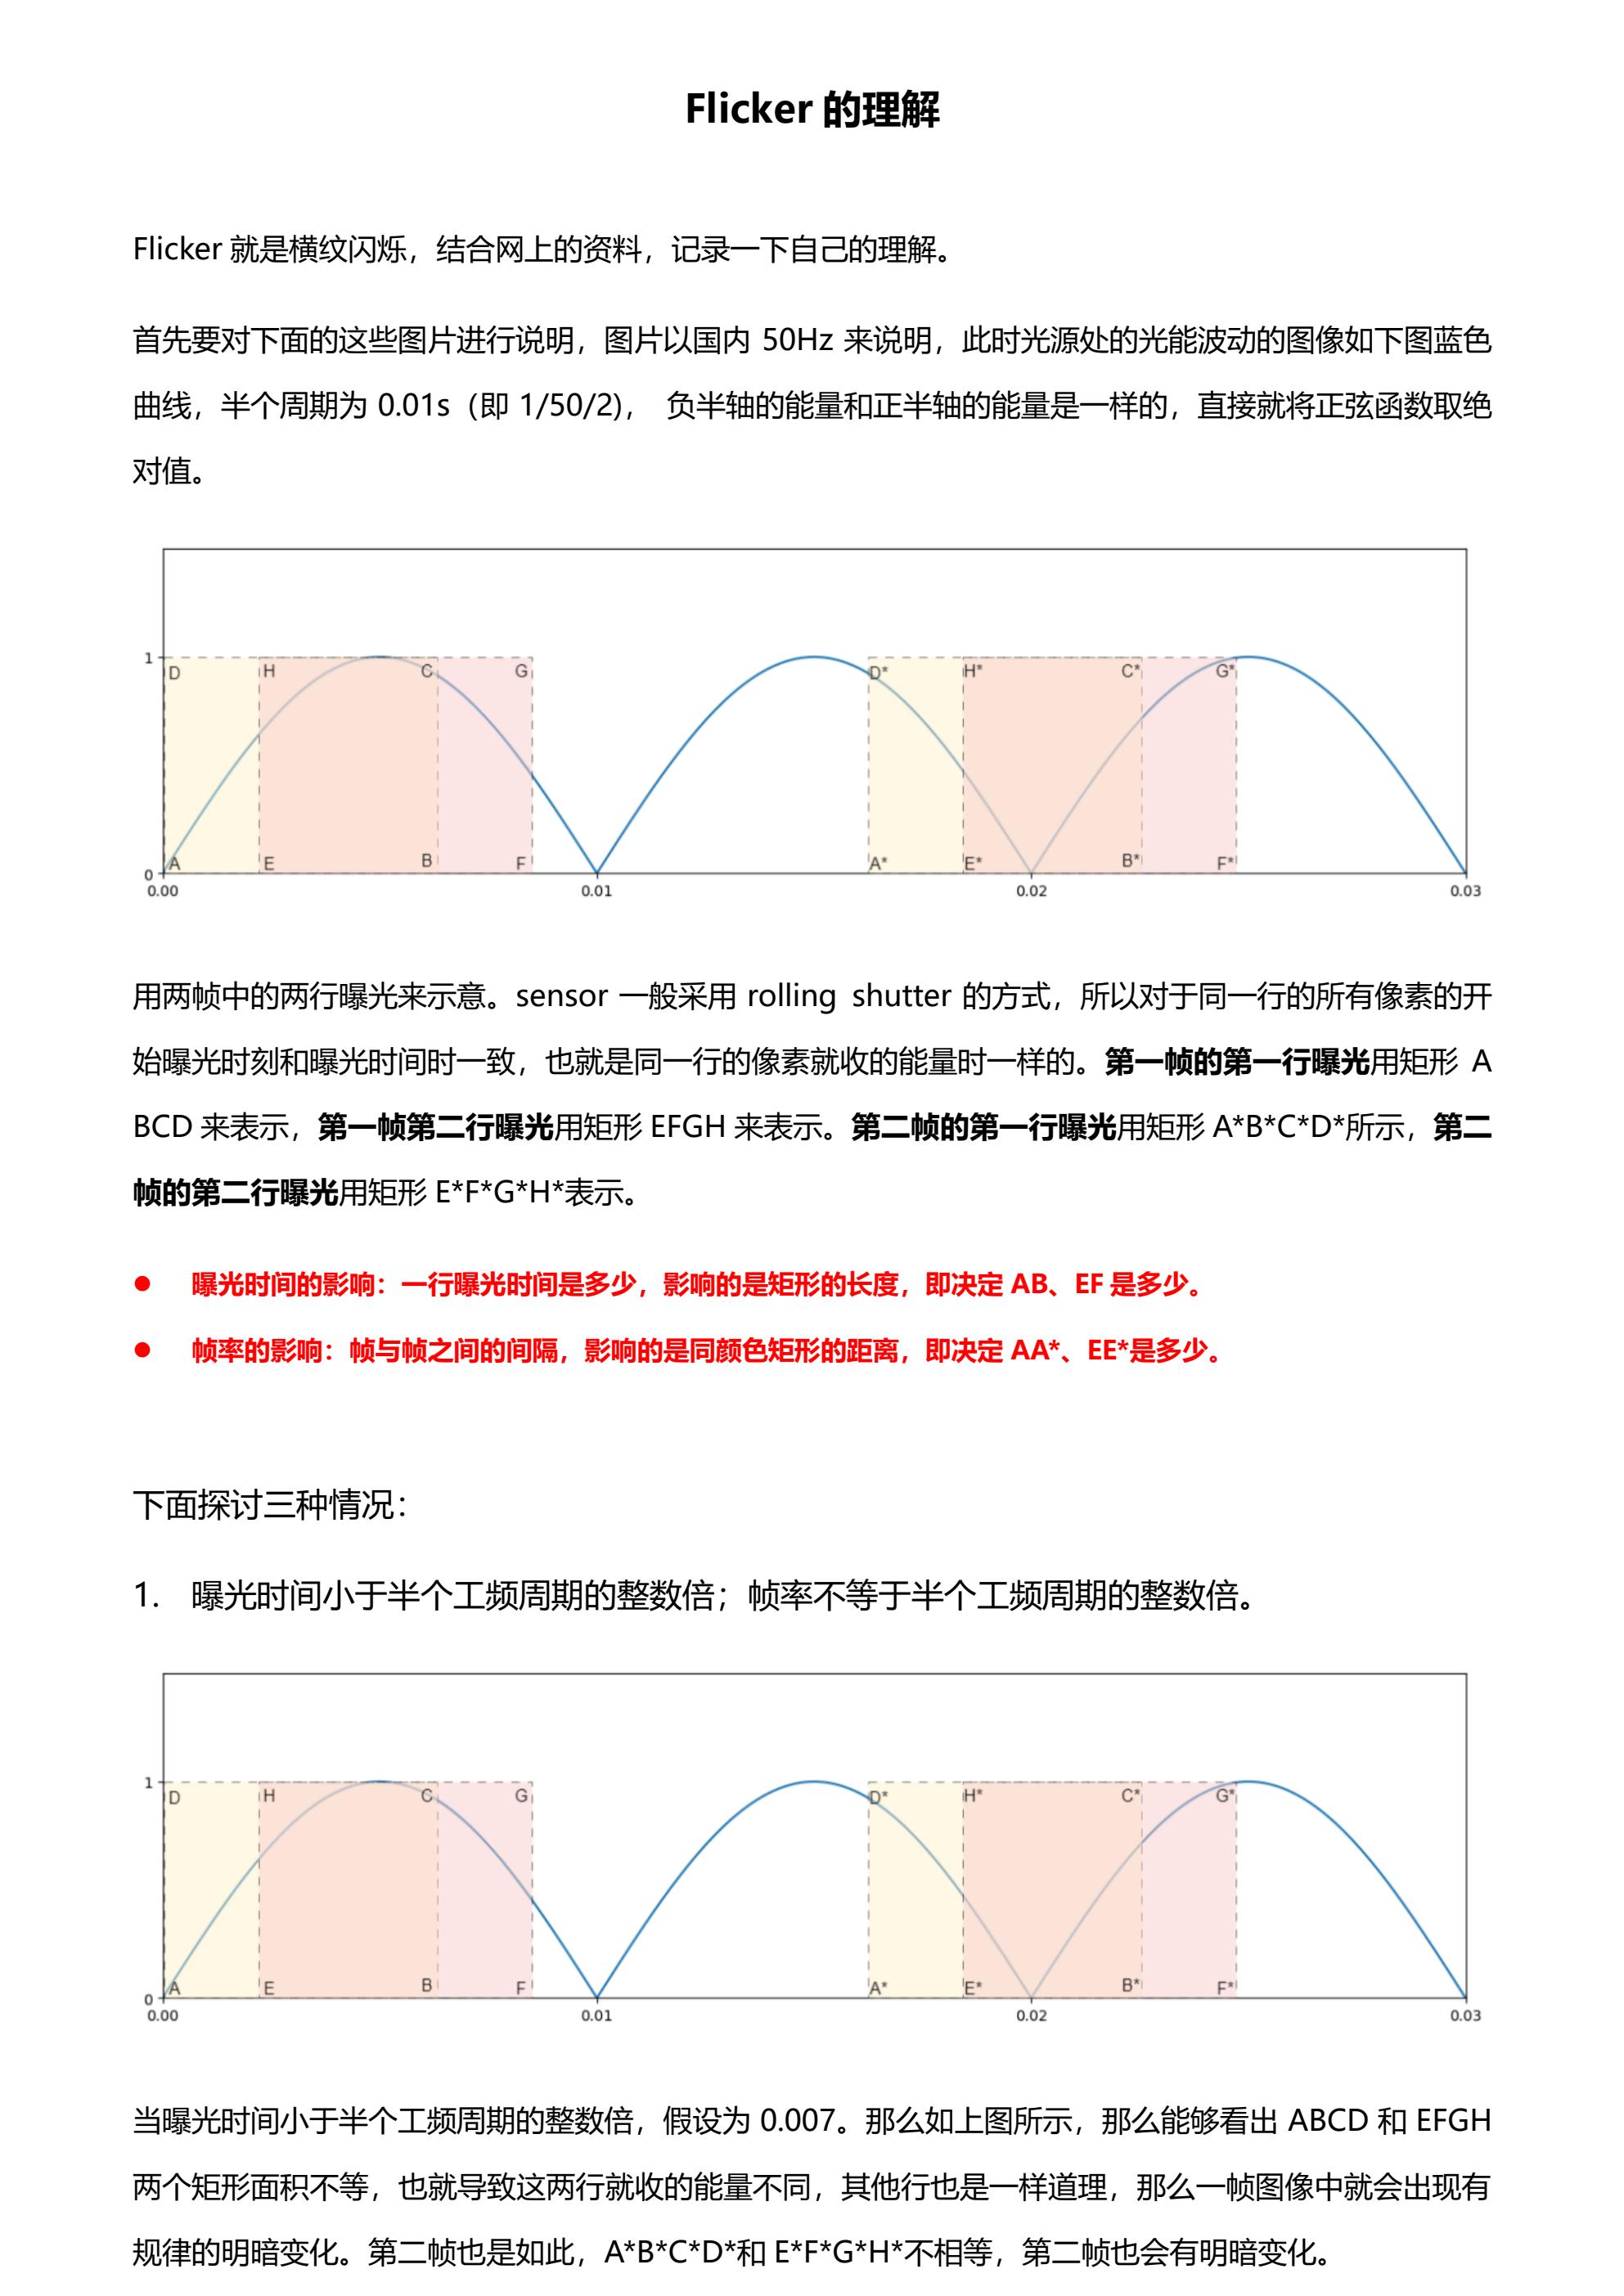 Flicker 的理解
Flicker 就是横纹闪烁，结合网上的资料，记录一下自己的理解。
首先要对下面的这些图片进行说明，图片以国内 50Hz 来说明，此时光源处的光能波动的图像如下图蓝色
曲线，半个周期为 0.01s（即 1/50/2）， 负半轴的能量和正半轴的能量是一样的，直接就将正弦函数取绝
对值。
1
D H C G D* H* C* G*
A E B F A* E* B* F*
0
0.00 0.01 0.02 0.03
用两帧中的两行曝光来示意。sensor 一般采用 rolling shutter 的方式，所以对于同一行的所有像素的开
始曝光时刻和曝光时间时一致，也就是同一行的像素就收的能量时一样的。第一帧的第一行曝光用矩形 A
BCD 来表示，第一帧第二行曝光用矩形 EFGH 来表示。第二帧的第一行曝光用矩形 A*B*C*D*所示，第二
帧的第二行曝光用矩形 E*F*G*H*表示。
● 曝光时间的影响：一行曝光时间是多少，影响的是矩形的长度，即决定 AB、EF 是多少。
● 帧率的影响：帧与帧之间的间隔，影响的是同颜色矩形的距离，即决定 AA*、EE*是多少。
下面探讨三种情况：
1. 曝光时间小于半个工频周期的整数倍；帧率不等于半个工频周期的整数倍。
1
D H C G D* H* C* G*
A E B F A* E* B* F*
0
0.00 0.01 0.02 0.03
当曝光时间小于半个工频周期的整数倍，假设为 0.007。那么如上图所示，那么能够看出 ABCD 和 EFGH
两个矩形面积不等，也就导致这两行就收的能量不同，其他行也是一样道理，那么一帧图像中就会出现有
规律的明暗变化。第二帧也是如此，A*B*C*D*和 E*F*G*H*不相等，第二帧也会有明暗变化。